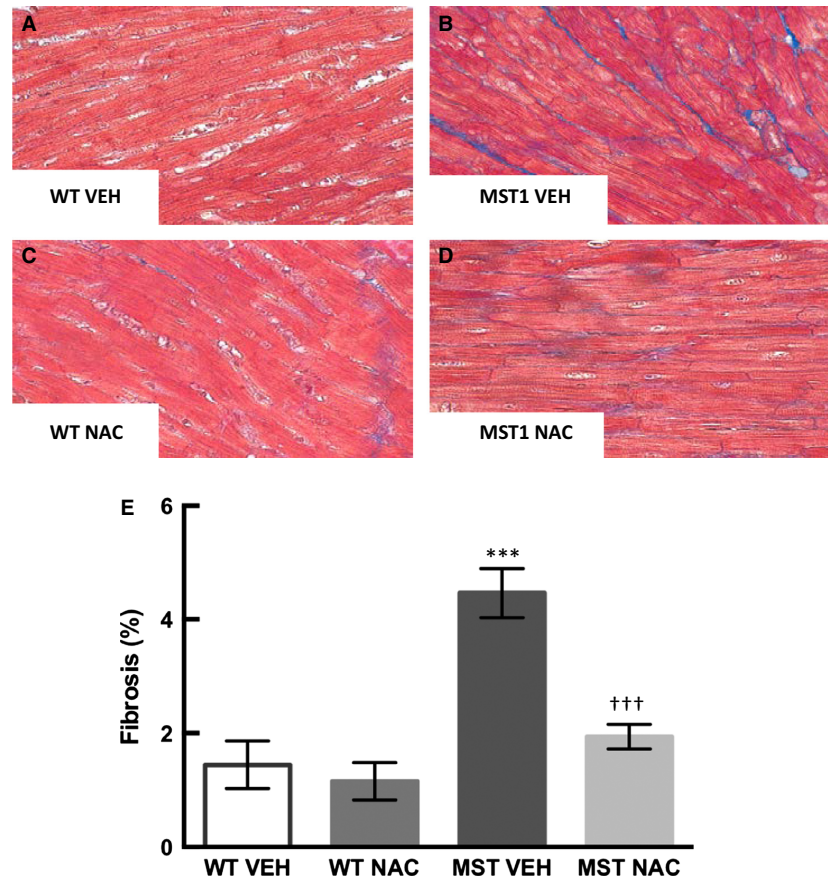 A
WT VEH
B
MST1 VEH
C
WT NAC
D
MST1 NAC
E
Fibrosis (%)
6
4
2
0
***
†††
WT VEH
WT NAC
MST VEH
MST NAC